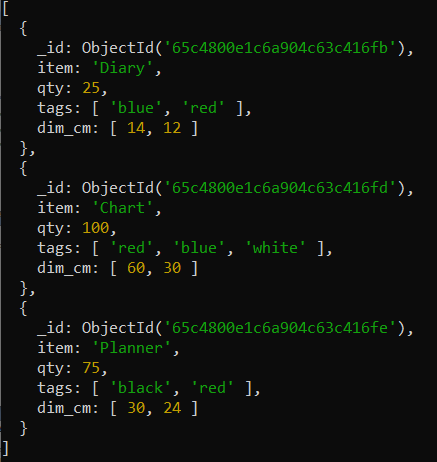 [
  {
    _id: ObjectId('65c4800e1c6a904c63c416fb'),
    item: 'Diary',
    qty: 25,
    tags: [ 'blue', 'red' ],
    dim_cm: [ 14, 12 ]
  },
  {
    _id: ObjectId('65c4800e1c6a904c63c416fd'),
    item: 'Chart',
    qty: 100,
    tags: [ 'red', 'blue', 'white' ],
    dim_cm: [ 60, 30 ]
  },
  {
    _id: ObjectId('65c4800e1c6a904c63c416fe'),
    item: 'Planner',
    qty: 75,
    tags: [ 'black', 'red' ],
    dim_cm: [ 30, 24 ]
  }
]